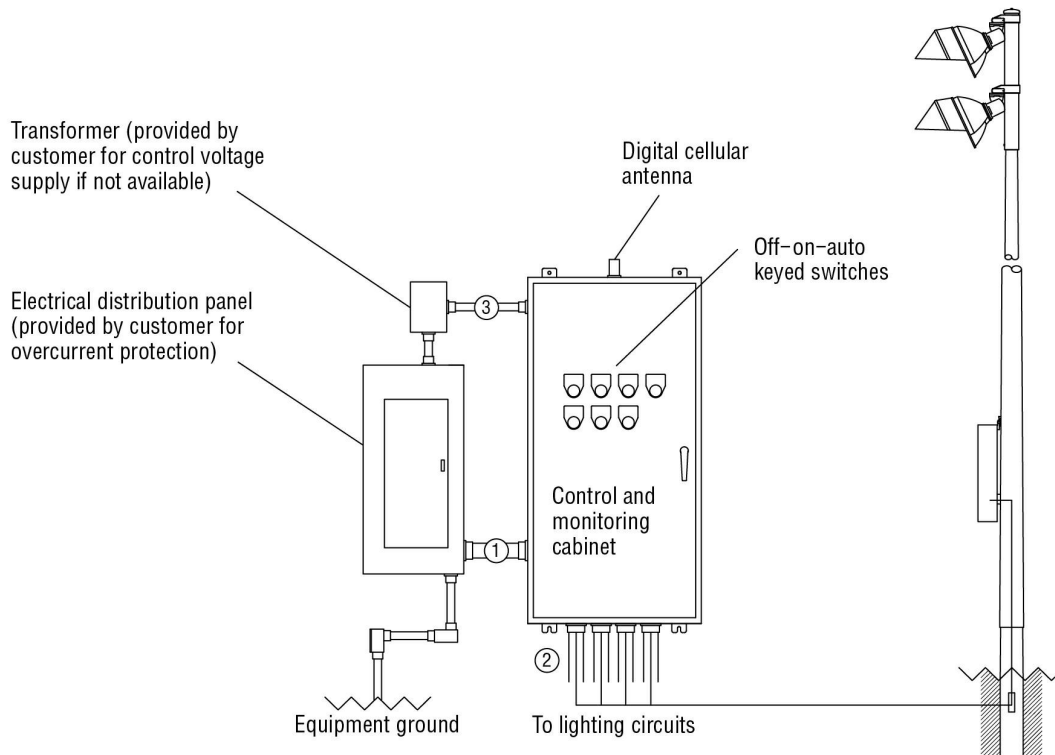 Transformer (provided by
customer for control voltage
supply if not available)
Digital cellular
antenna
Off-on-auto
keyed switches
Electrical distribution panel
(provided by customer for
overcurrent protection)
3
Control and
monitoring
cabinet
1
2
Equipment ground
To lighting circuits